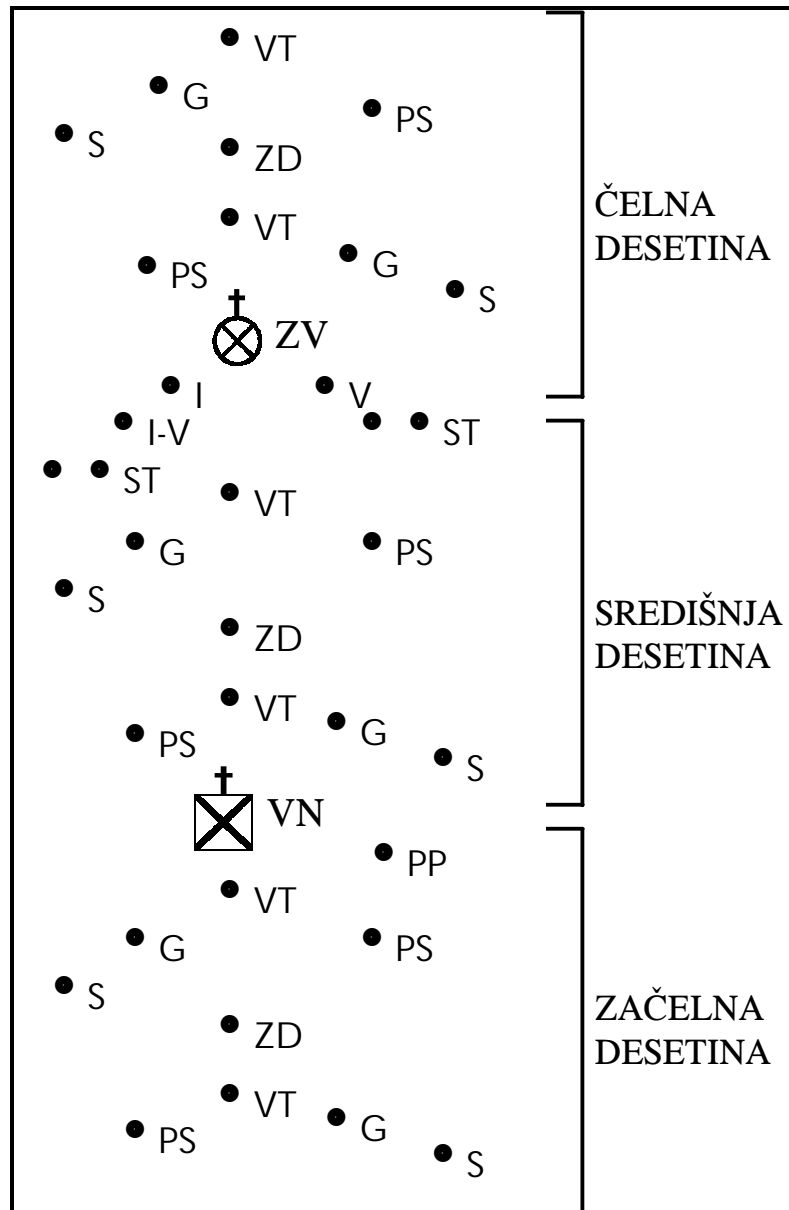 VT
G
PS
S
ZD
VT
G
PS
S
ZV
I
V
I-V
ST
ST
VT
G
PS
S
ZD
VT
G
PS
S
VN
PP
VT
G
PS
S
ZD
VT
G
PS
S
ČELNA
DESETINA
SREDIŠNJA
DESETINA
ZAČELNA
DESETINA